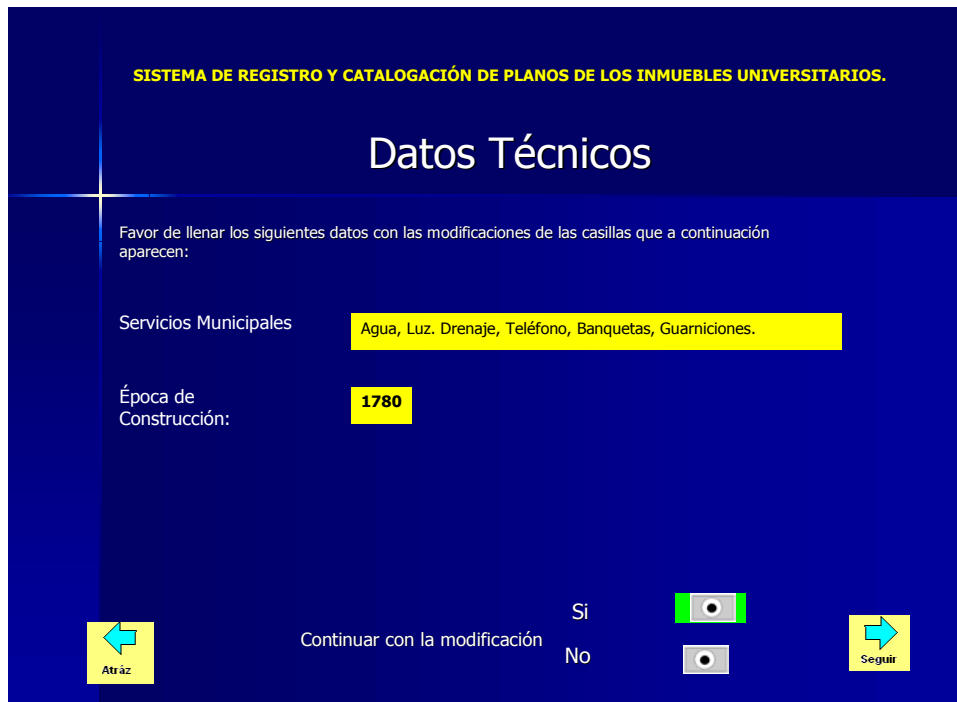 SISTEMA DE REGISTRO Y CATALOGACIÓN DE PLANOS DE LOS INMUEBLES UNIVERSITARIOS.
Datos Técnicos
Favor de llenar los siguientes datos con las modificaciones de las casillas que a continuación
aparecen:
Servicios Municipales
Agua, Luz. Drenaje, Teléfono, Banquetas, Guarniciones.
Época de
Construcción:
1780
Si
Continuar con la modificación
No
Atráz
Seguir